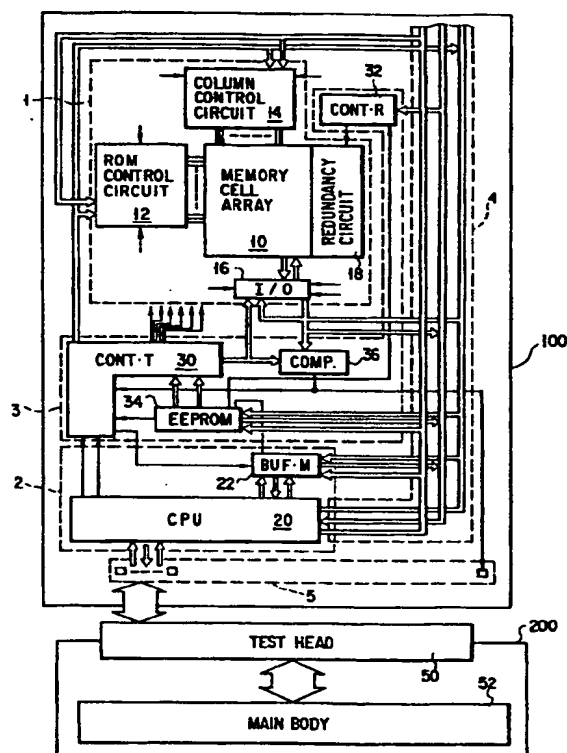 32
COLUMN
CONTROL
CIRCUIT
14
CONT·R
1
ROM
CONTROL
CIRCUIT
12
MEMORY
CELL
ARRAY
10
REDUNDANCY
CIRCUIT
18
4
16
I/O
100
CONT·T
30
COMP.
36
3
34
EEPROM
2
22
BUF·M
CPU
20
5
200
TEST HEAD
50
52
MAIN BODY